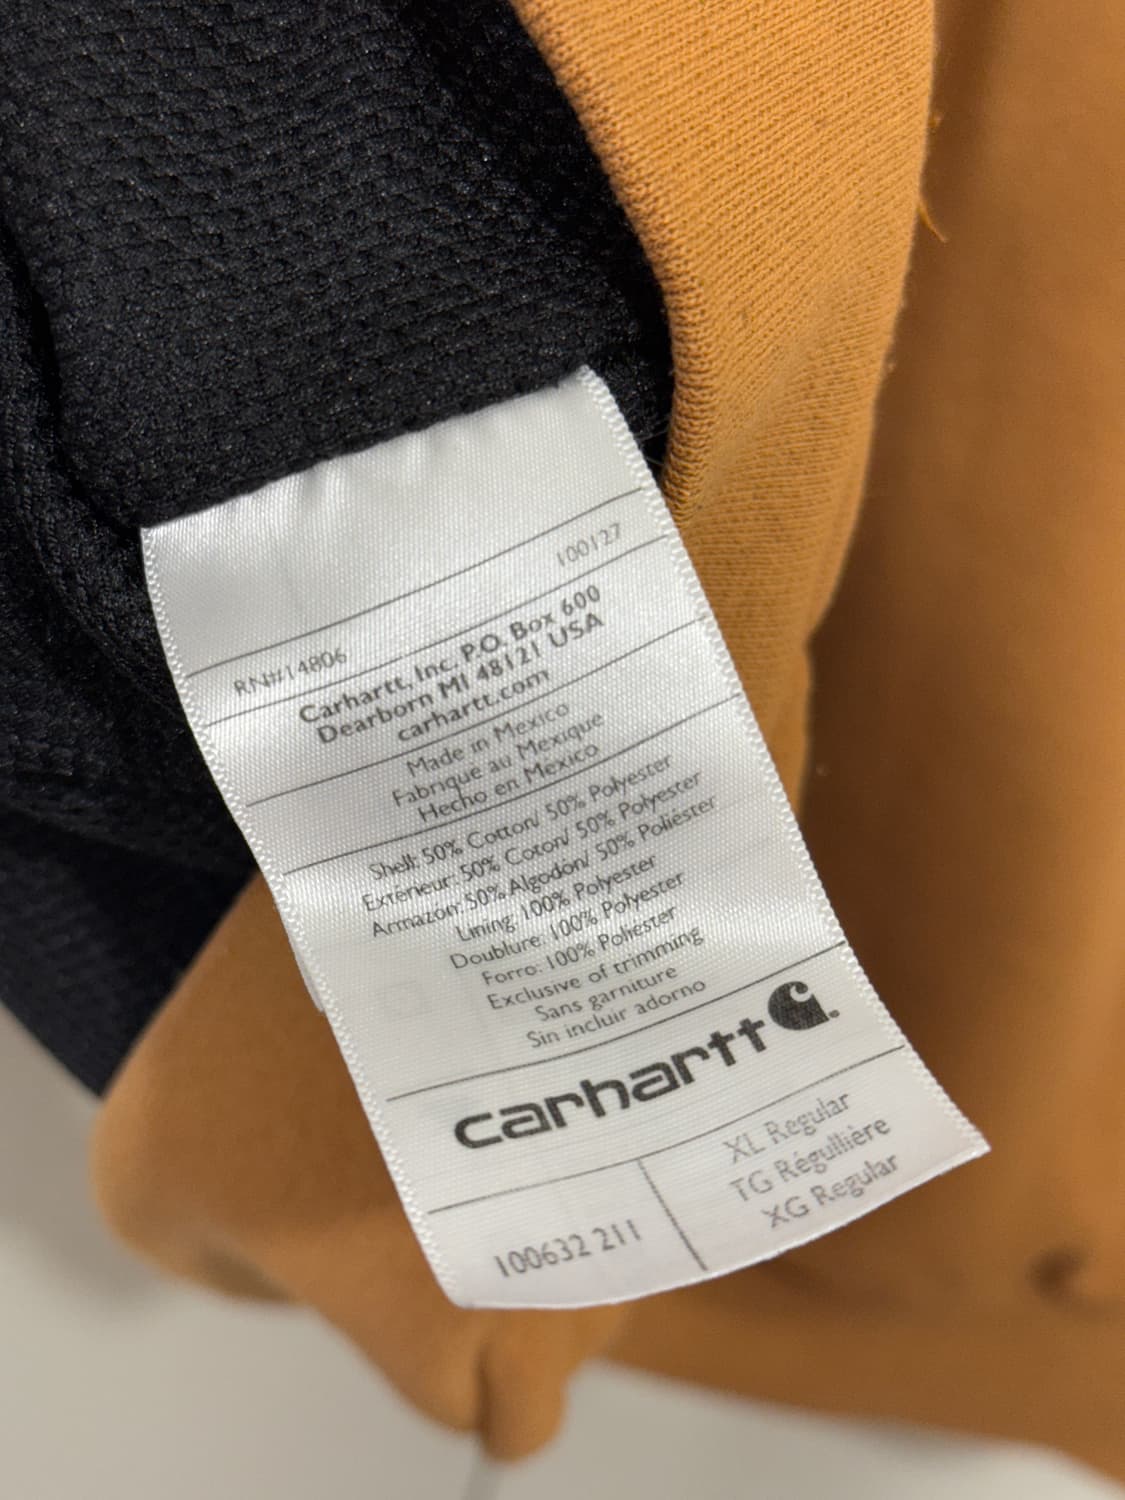 RN#14806 100127
Carhartt, Inc. P.O. Box 600
Dearborn MI 48121 USA
carhartt.com
Made in Mexico
Fabrique au Mexique
Hecho en Mexico
Shell: 50% Cotton/ 50% Polyester
Extérieur: 50% Coton/ 50% Polyester
Armazón: 50% Algodón/ 50% Poliéster
Lining: 100% Polyester
Doublure: 100% Polyester
Forro: 100% Poliéster
Exclusive of trimming
Sans garniture
Sin incluir adorno
carhartt
XL Regular
TG Régullière
XG Regular
100632 211